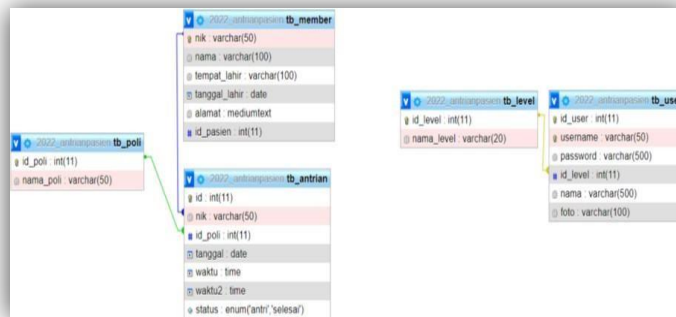 2022_antrianpasien tb_member
nik : varchar(50)
nama : varchar(100)
tempat_lahir : varchar(100)
tanggal_lahir : date
alamat : mediumtext
id_pasien : int(11)
2022_antrianpasien tb_poli
id_poli : int(11)
nama_poli : varchar(50)
2022_antrianpasien tb_antrian
id : int(11)
nik : varchar(50)
id_poli : int(11)
tanggal : date
waktu : time
waktu2 : time
status : enum('antri','selesai')
2022_antrianpasien tb_level
id_level : int(11)
nama_level : varchar(20)
2022_antrianpasien tb_use
id_user : int(11)
username : varchar(50)
password : varchar(500)
id_level : int(11)
nama : varchar(500)
foto : varchar(100)